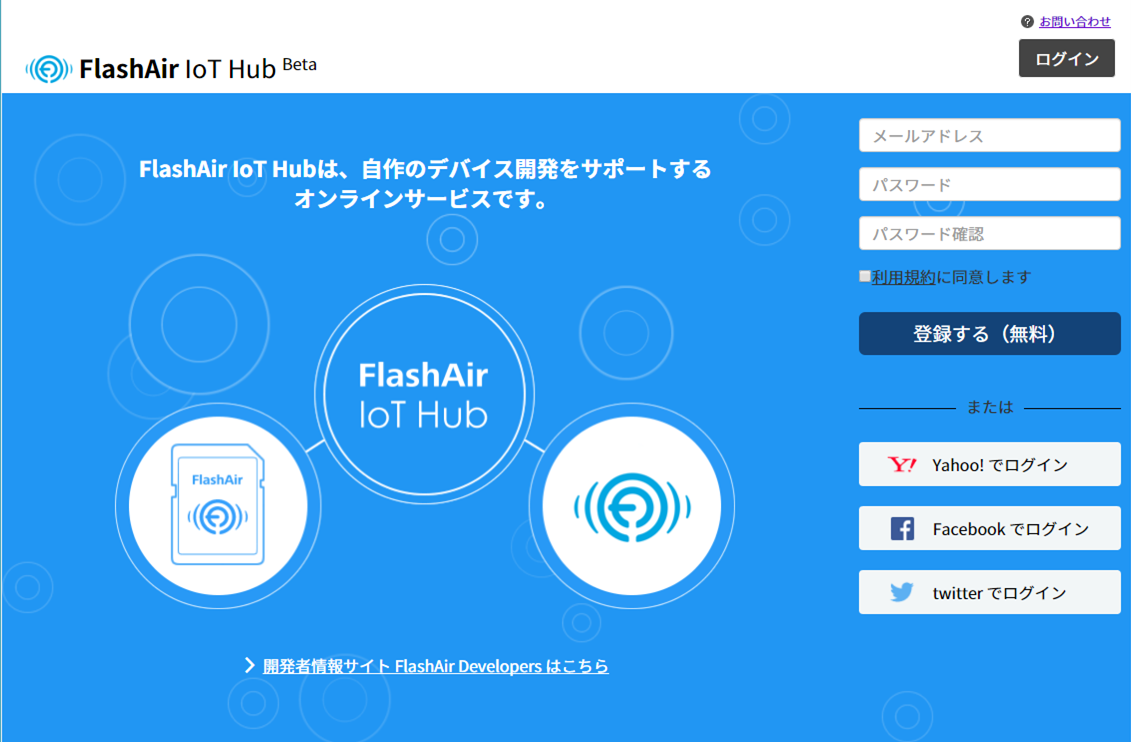 お問い合わせ
FlashAir IoT Hub Beta
ログイン
FlashAir IoT Hubは、自作のデバイス開発をサポートする
オンラインサービスです。
FlashAir
IoT Hub
FlashAir
開発者情報サイト FlashAir Developers はこちら
メールアドレス
パスワード
パスワード確認
利用規約に同意します
登録する（無料）
または
Yahoo! でログイン
Facebook でログイン
twitter でログイン